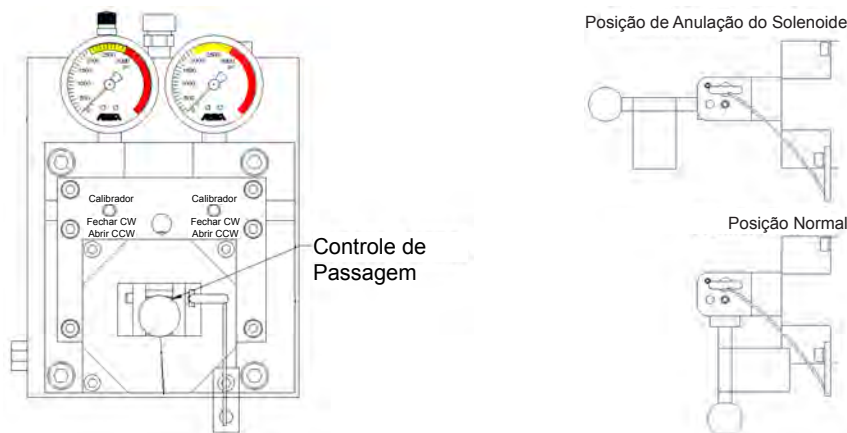 Posição de Anulação do Solenoide
Calibrador
Calibrador
Fechar CW
Abrir CCW
Fechar CW
Abrir CCW
Controle de
Passagem
Posição Normal